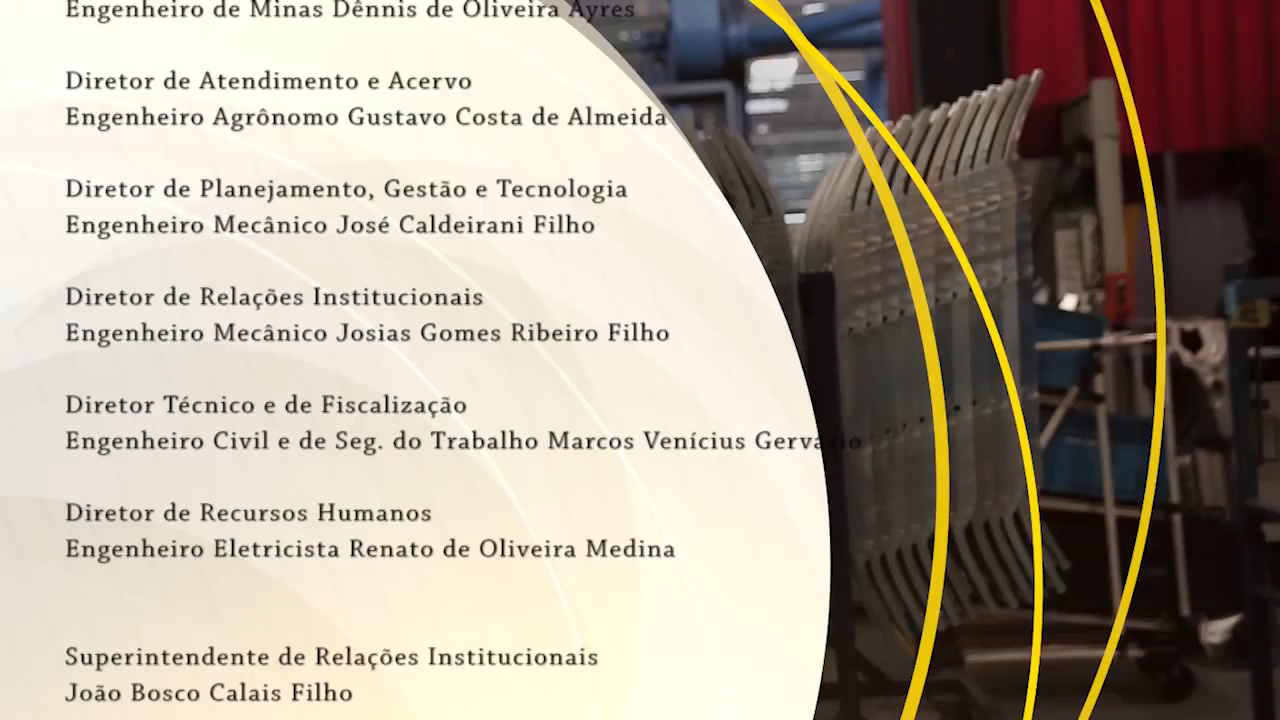 Engenheiro de Minas Dênnis de Oliveira Ayres
Diretor de Atendimento e Acervo
Engenheiro Agrônomo Gustavo Costa de Almeida
Diretor de Planejamento, Gestão e Tecnologia
Engenheiro Mecânico José Caldeirani Filho
Diretor de Relações Institucionais
Engenheiro Mecânico Josias Gomes Ribeiro Filho
Diretor Técnico e de Fiscalização
Engenheiro Civil e de Seg. do Trabalho Marcos Venícius Gervásio
Diretor de Recursos Humanos
Engenheiro Eletricista Renato de Oliveira Medina
Superintendente de Relações Institucionais
João Bosco Calais Filho